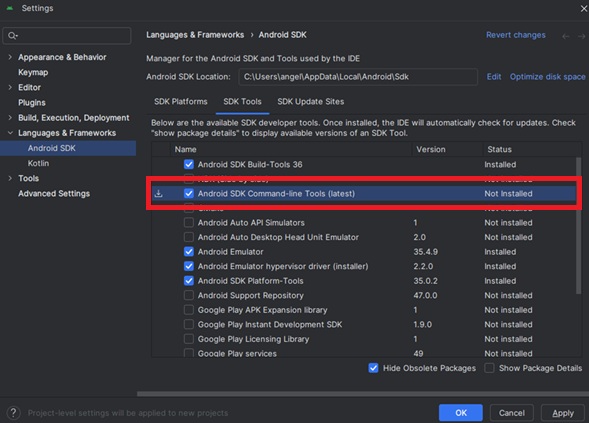 Settings
Languages & Frameworks › Android SDK
Revert changes
Appearance & Behavior
Keymap
Editor
Plugins
Build, Execution, Deployment
Languages & Frameworks
Android SDK
Kotlin
Tools
Advanced Settings
Manager for the Android SDK and Tools used by the IDE
Android SDK Location: C:\Users\angel\AppData\Local\Android\Sdk Edit Optimize disk space
SDK Platforms SDK Tools SDK Update Sites
Below are the available SDK developer tools. Once installed, the IDE will automatically check for updates. Check
"show package details" to display available versions of an SDK Tool.
Name Version Status
Android SDK Build-Tools 36 Installed
Android SDK Command-line Tools (latest) Not Installed
Android Auto API Simulators 1 Not installed
Android Auto Desktop Head Unit Emulator 2.0 Not installed
Android Emulator 35.4.9 Installed
Android Emulator hypervisor driver (installer) 2.2.0 Installed
Android SDK Platform-Tools 35.0.2 Installed
Android Support Repository 47.0.0 Not installed
Google Play APK Expansion library 1 Not installed
Google Play Instant Development SDK 1.9.0 Not installed
Google Play Licensing Library 1 Not installed
Google Play services 49 Not installed
Hide Obsolete Packages Show Package Details
? Project-level settings will be applied to new projects
OK Cancel Apply